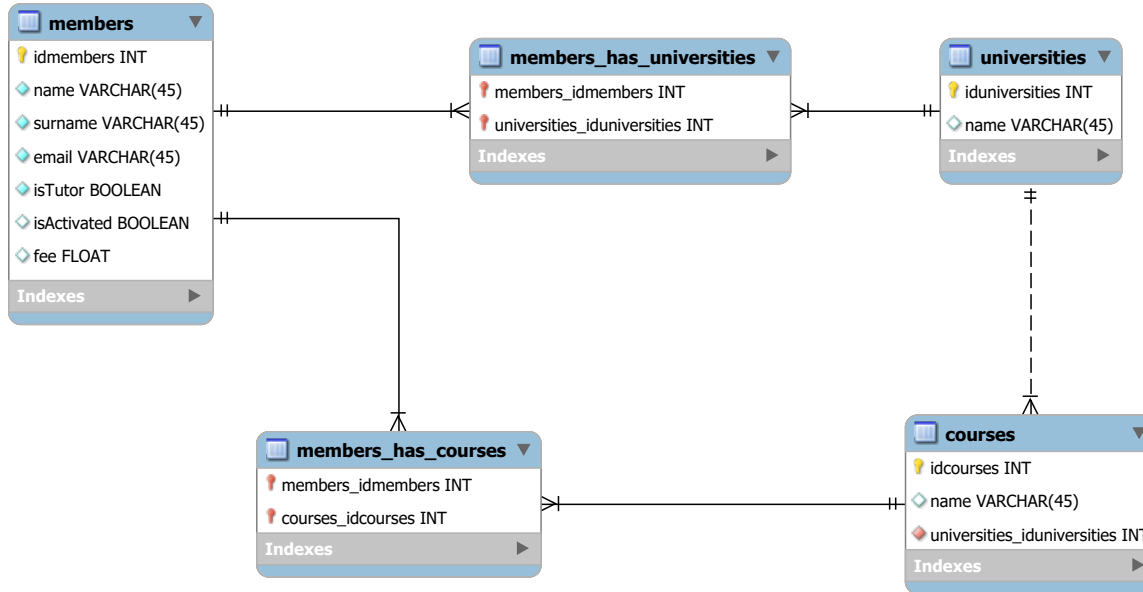 members
idmembers INT
name VARCHAR(45)
surname VARCHAR(45)
email VARCHAR(45)
isTutor BOOLEAN
isActivated BOOLEAN
fee FLOAT
Indexes
members_has_universities
members_idmembers INT
universities_iduniversities INT
Indexes
universities
iduniversities INT
name VARCHAR(45)
Indexes
members_has_courses
members_idmembers INT
courses_idcourses INT
Indexes
courses
idcourses INT
name VARCHAR(45)
universities_iduniversities INT
Indexes